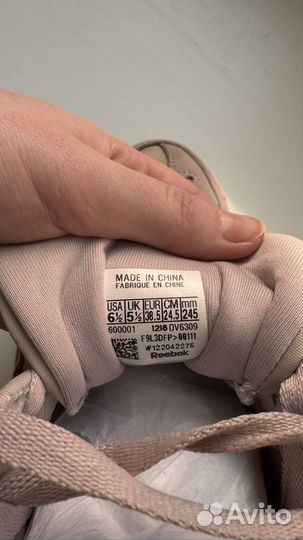 MADE IN CHINA
FABRIQUÉ EN CHINE
USA UK EUR CM mm
6½ 5½ 38.5 24.5 245
600001 1218 DV6309
F9L3DFP>00111
#122042276
Reebok
Avito